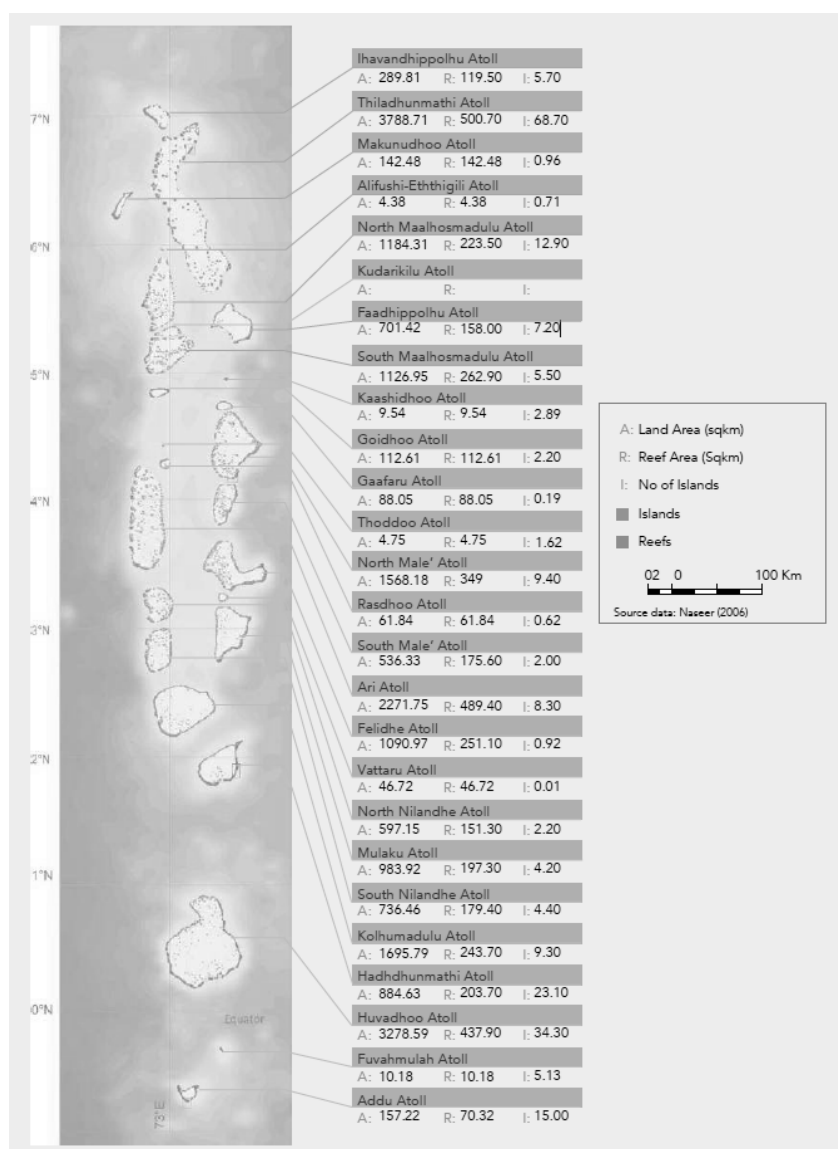 Ihavandhippolhu Atoll
A: 289.81 R: 119.50 I: 5.70
Thiladhunmathi Atoll
A: 3788.71 R: 500.70 I: 68.70
Makunudhoo Atoll
A: 142.48 R: 142.48 I: 0.96
Alifushi-Eththigili Atoll
A: 4.38 R: 4.38 I: 0.71
North Maalhosmadulu Atoll
A: 1184.31 R: 223.50 I: 12.90
Kudarikilu Atoll
A: R: I:
Faadhippolhu Atoll
A: 701.42 R: 158.00 I: 7.20
South Maalhosmadulu Atoll
A: 1126.95 R: 262.90 I: 5.50
Kaashidhoo Atoll
A: 9.54 R: 9.54 I: 2.89
Goidhoo Atoll
A: 112.61 R: 112.61 I: 2.20
Gaafaru Atoll
A: 88.05 R: 88.05 I: 0.19
Thoddoo Atoll
A: 4.75 R: 4.75 I: 1.62
North Male' Atoll
A: 1568.18 R: 349 I: 9.40
Rasdhoo Atoll
A: 61.84 R: 61.84 I: 0.62
South Male' Atoll
A: 536.33 R: 175.60 I: 2.00
Ari Atoll
A: 2271.75 R: 489.40 I: 8.30
Felidhe Atoll
A: 1090.97 R: 251.10 I: 0.92
Vattaru Atoll
A: 46.72 R: 46.72 I: 0.01
North Nilandhe Atoll
A: 597.15 R: 151.30 I: 2.20
Mulaku Atoll
A: 983.92 R: 197.30 I: 4.20
South Nilandhe Atoll
A: 736.46 R: 179.40 I: 4.40
Kolhumadulu Atoll
A: 1695.79 R: 243.70 I: 9.30
Hadhdhunmathi Atoll
A: 884.63 R: 203.70 I: 23.10
Huvadhoo Atoll
A: 3278.59 R: 437.90 I: 34.30
Fuvahmulah Atoll
A: 10.18 R: 10.18 I: 5.13
Addu Atoll
A: 157.22 R: 70.32 I: 15.00
7°N
6°N
5°N
4°N
3°N
2°N
1°N
0°N
Equator
73°E
A: Land Area (sqkm)
R: Reef Area (Sqkm)
I: No of Islands
Islands
Reefs
02 0 100 Km
Source data: Naseer (2006)